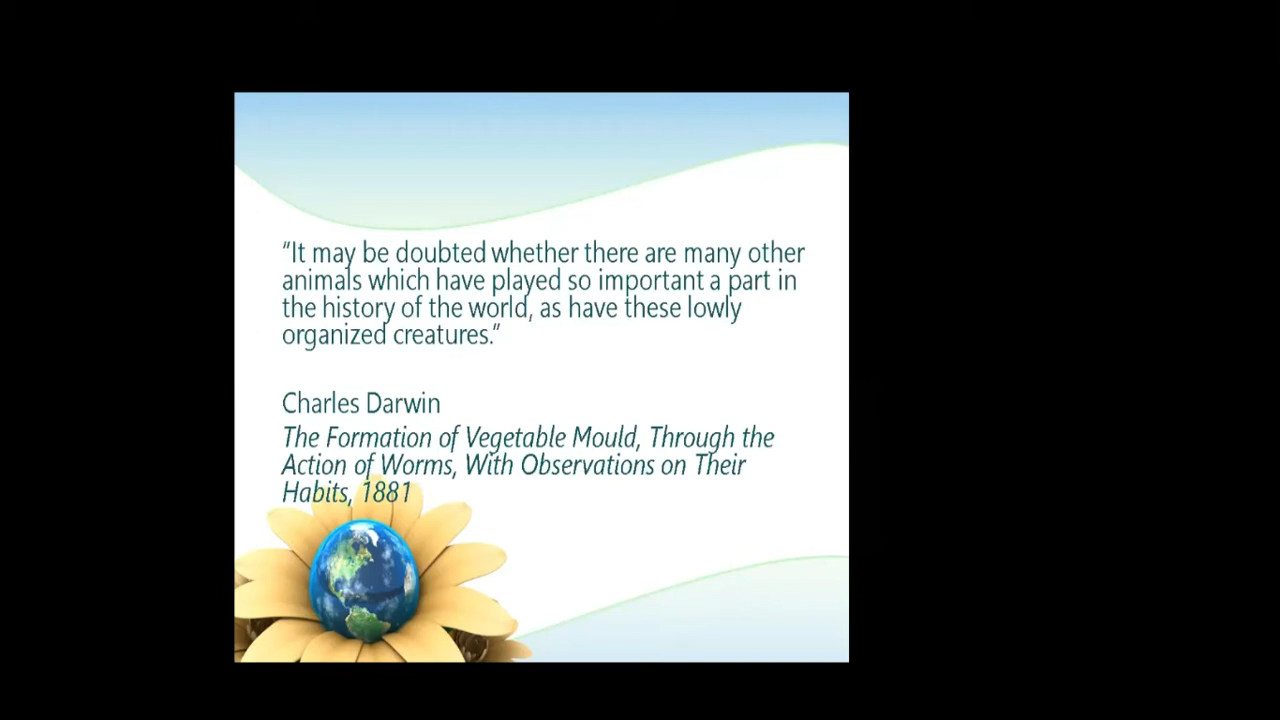 “It may be doubted whether there are many other
animals which have played so important a part in
the history of the world, as have these lowly
organized creatures.”
Charles Darwin
The Formation of Vegetable Mould, Through the
Action of Worms, With Observations on Their
Habits, 1881